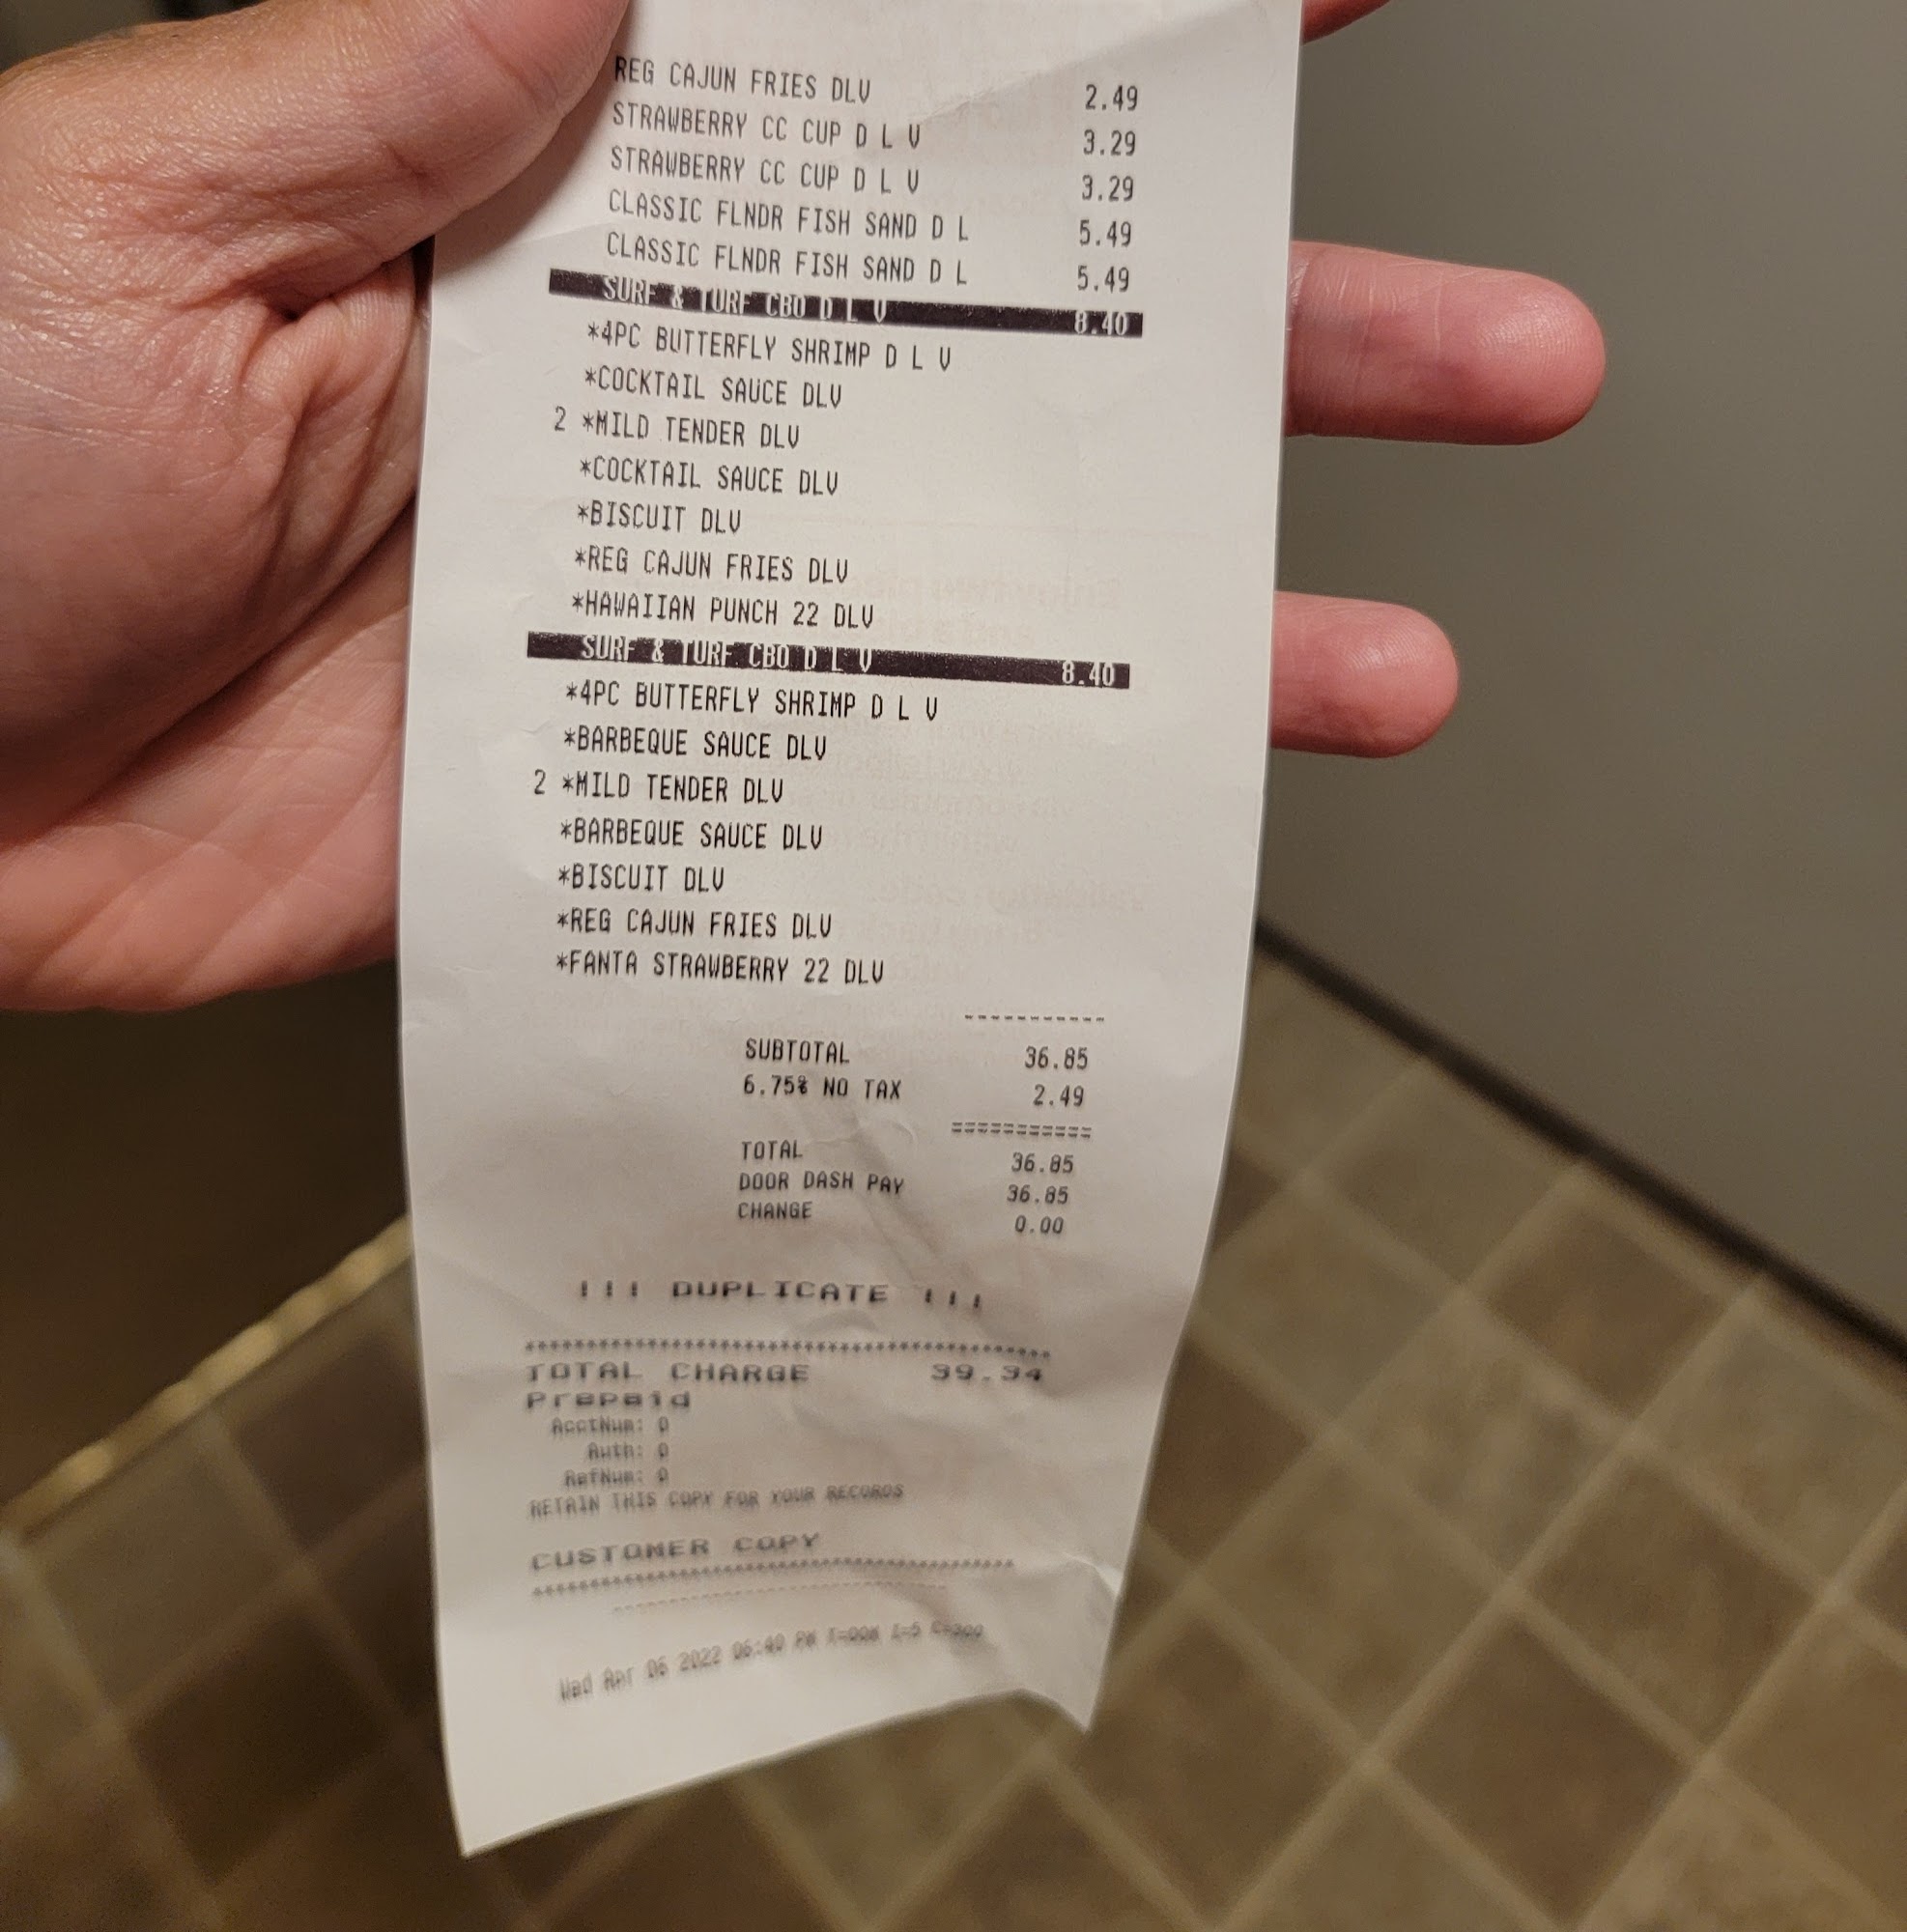 REG CAJUN FRIES DLV 2.49
STRAWBERRY CC CUP D L V 3.29
STRAWBERRY CC CUP D L V 3.29
CLASSIC FLNDR FISH SAND D L 5.49
CLASSIC FLNDR FISH SAND D L 5.49
SURF & TURF CBO D L V 8.40
*4PC BUTTERFLY SHRIMP D L V
*COCKTAIL SAUCE DLV
2 *MILD TENDER DLV
*COCKTAIL SAUCE DLV
*BISCUIT DLV
*REG CAJUN FRIES DLV
*HAWAIIAN PUNCH 22 DLV
SURF & TURF CBO D L V 8.40
*4PC BUTTERFLY SHRIMP D L V
*BARBEQUE SAUCE DLV
2 *MILD TENDER DLV
*BARBEQUE SAUCE DLV
*BISCUIT DLV
*REG CAJUN FRIES DLV
*FANTA STRAWBERRY 22 DLV
-----------
SUBTOTAL 36.85
6.75% NO TAX 2.49
===========
TOTAL 36.85
DOOR DASH PAY 36.85
CHANGE 0.00
!!! DUPLICATE !!!
TOTAL CHARGE 39.34
Prepaid
AcctNum: 0
Auth: 0
RefNum: 0
RETAIN THIS COPY FOR YOUR RECORDS
CUSTOMER COPY
Wed Apr 06 2022 06:40 PM